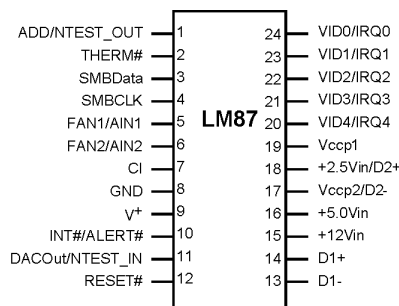 ADD/NTEST_OUT 1 24 VID0/IRQ0
THERM# 2 23 VID1/IRQ1
SMBData 3 22 VID2/IRQ2
SMBCLK 4 21 VID3/IRQ3
LM87
FAN1/AIN1 5 20 VID4/IRQ4
FAN2/AIN2 6 19 Vccp1
CI 7 18 +2.5Vin/D2+
GND 8 17 Vccp2/D2-
V+ 9 16 +5.0Vin
INT#/ALERT# 10 15 +12Vin
DACOut/NTEST_IN 11 14 D1+
RESET# 12 13 D1-